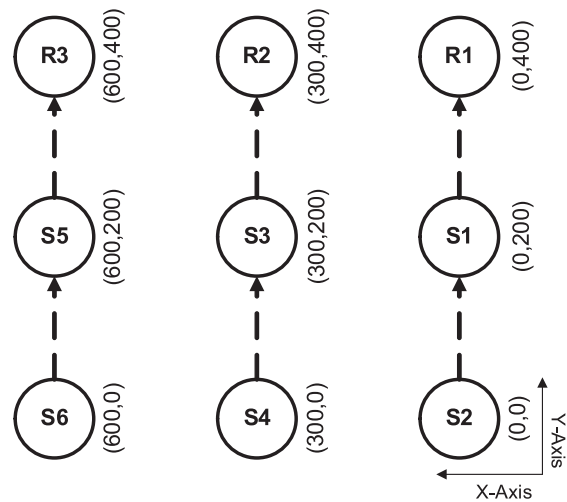 R3
(600,400)
R2
(300,400)
R1
(0,400)
S5
(600,200)
S3
(300,200)
S1
(0,200)
S6
(600,0)
S4
(300,0)
S2
(0,0)
Y-Axis
X-Axis